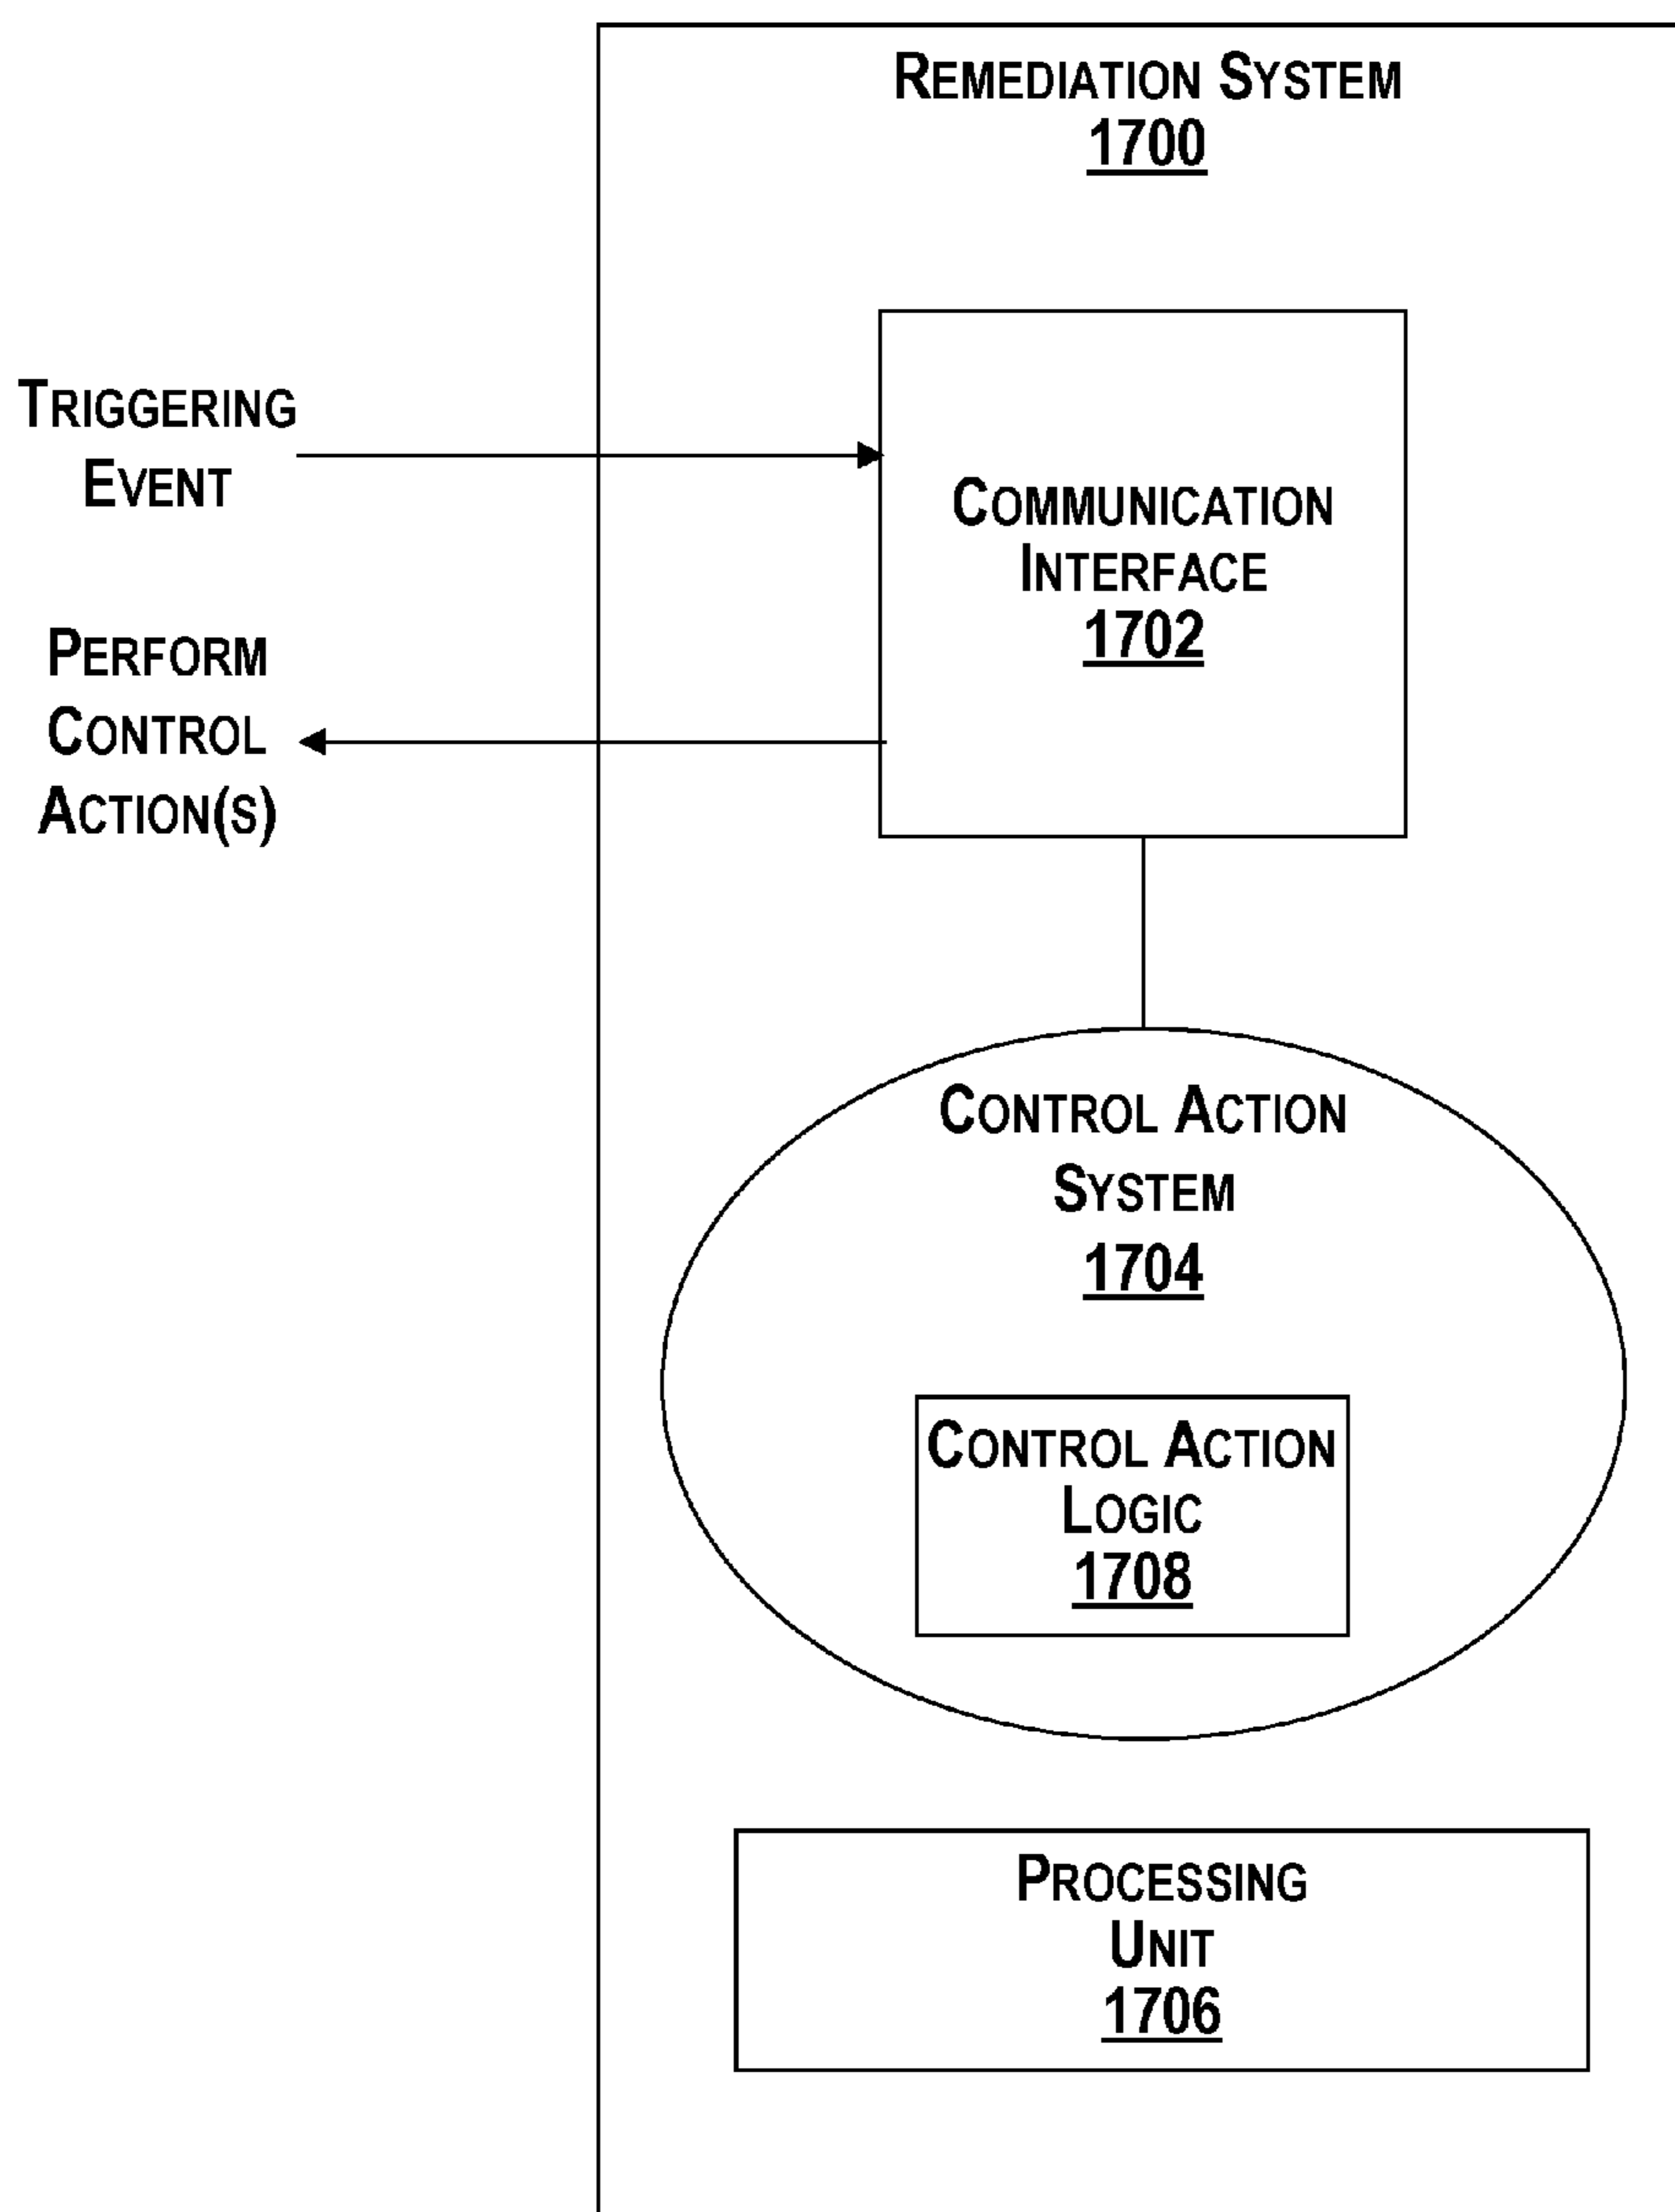 REMEDIATION SYSTEM
1700
TRIGGERING
EVENT
COMMUNICATION
INTERFACE
1702
PERFORM
CONTROL
ACTION(S)
CONTROL ACTION
SYSTEM
1704
CONTROL ACTION
LOGIC
1708
PROCESSING
UNIT
1706